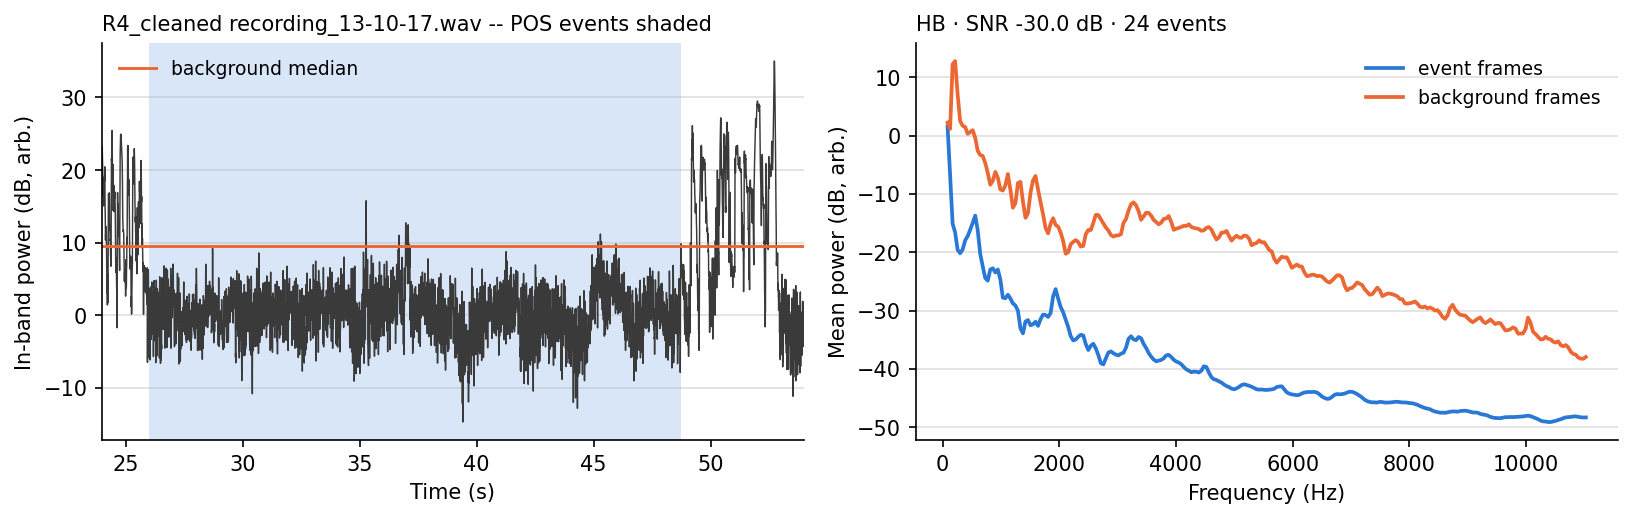 R4_cleaned recording_13-10-17.wav -- POS events shaded
background median
In-band power (dB, arb.)
30
20
10
0
−10
25
30
35
40
45
50
Time (s)
HB · SNR -30.0 dB · 24 events
event frames
background frames
Mean power (dB, arb.)
10
0
−10
−20
−30
−40
−50
0
2000
4000
6000
8000
10000
Frequency (Hz)